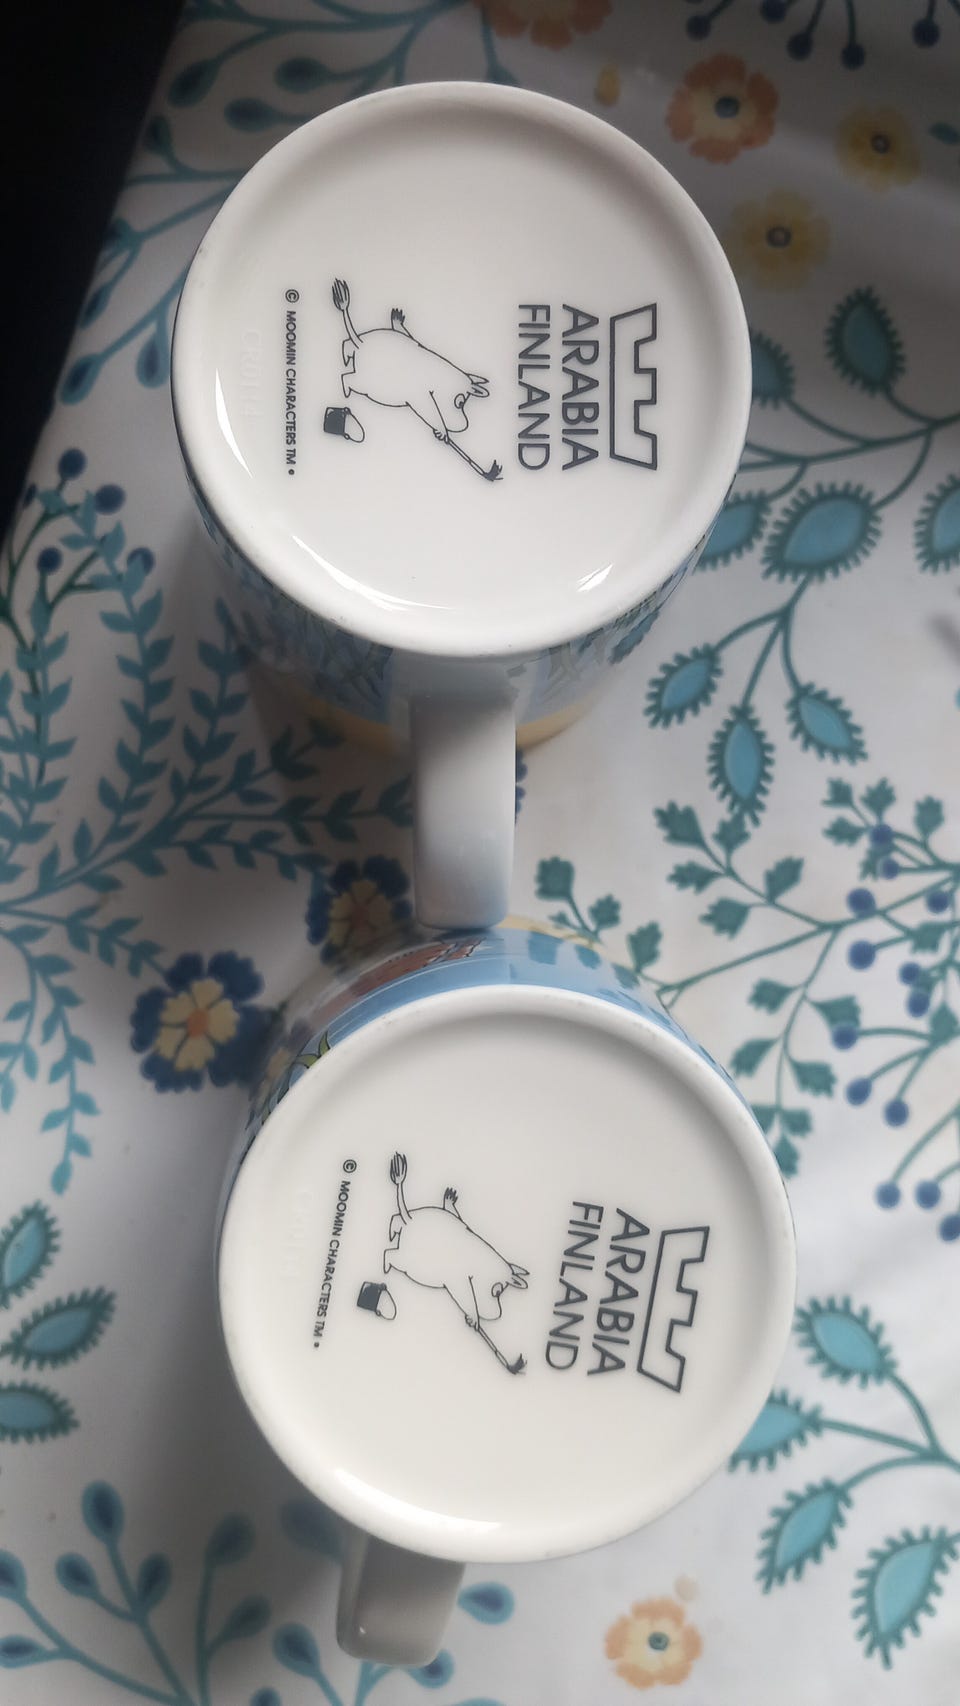 ARABIA
FINLAND
© MOOMIN CHARACTERS TM •
ARABIA
FINLAND
© MOOMIN CHARACTERS TM •